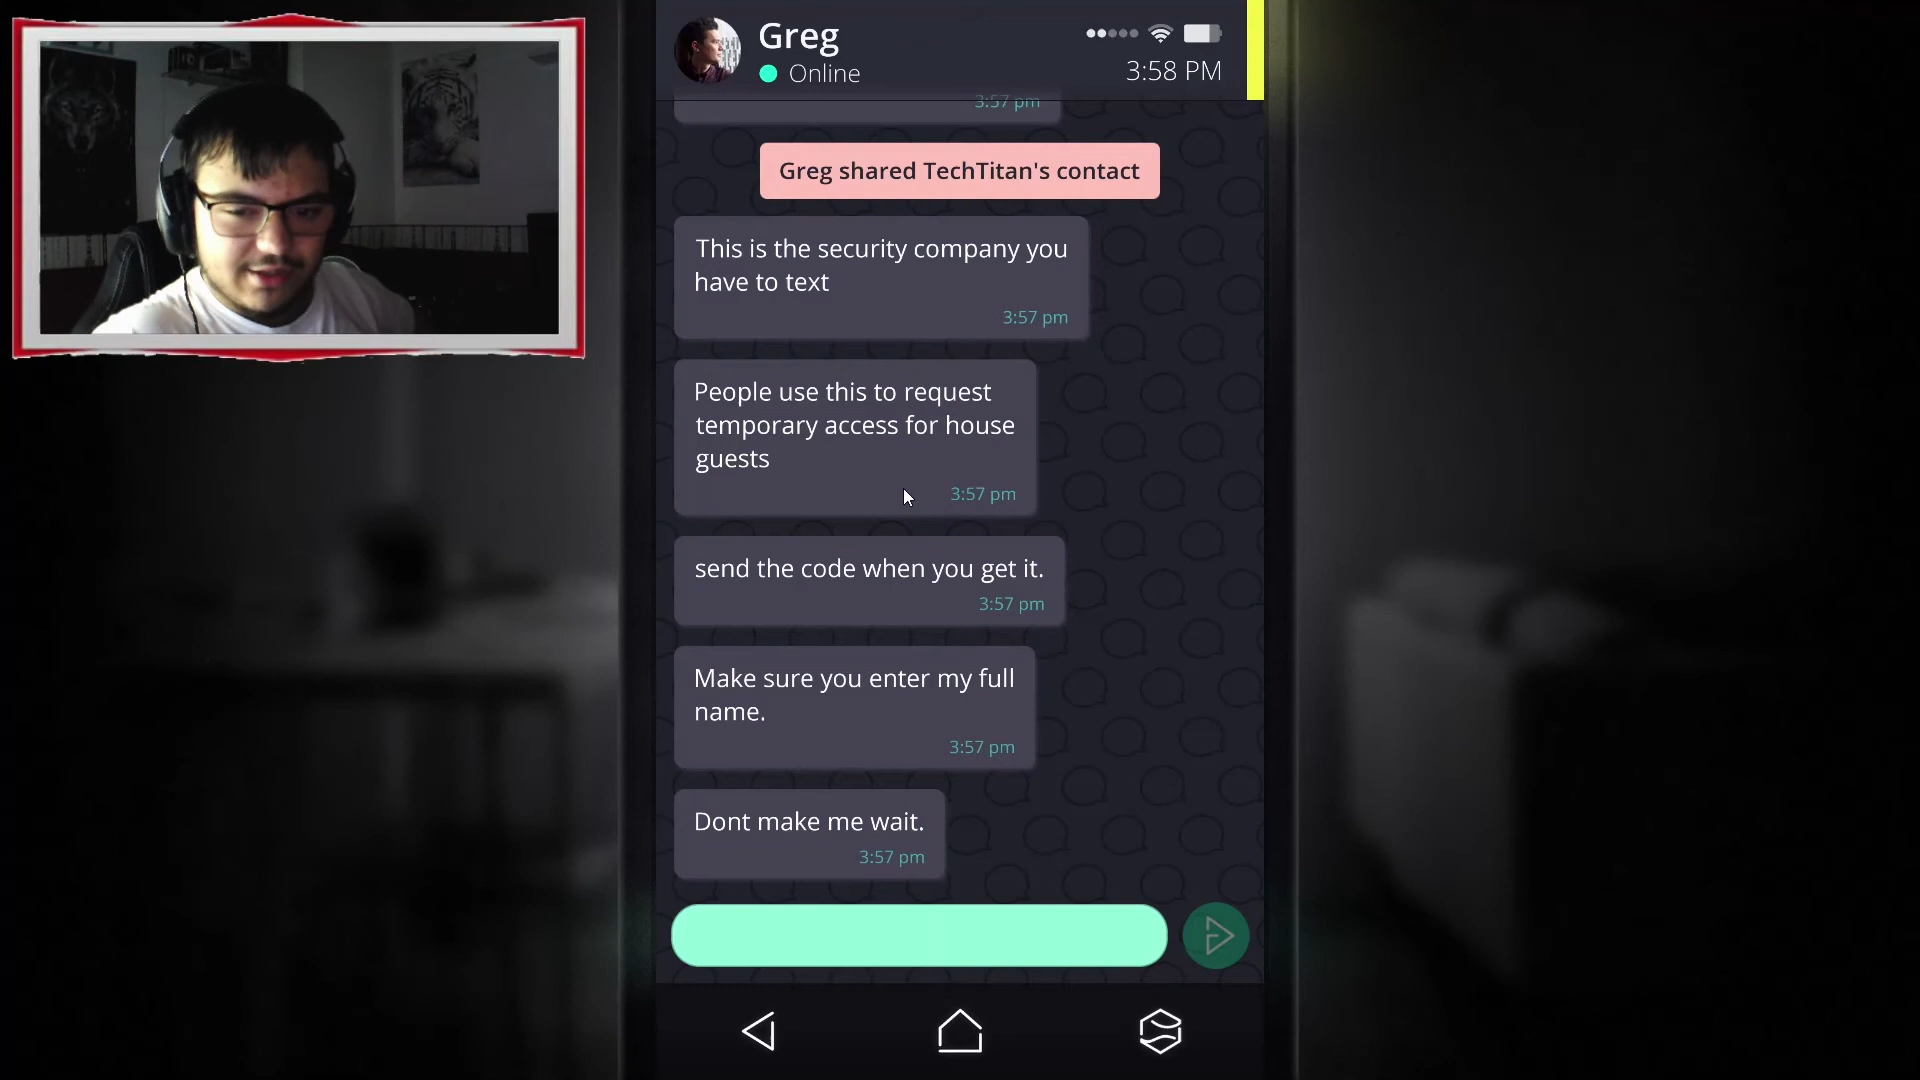 Greg
Online
3:58 PM
3:57 pm
Greg shared TechTitan's contact
This is the security company you
have to text
3:57 pm
People use this to request
temporary access for house
guests
3:57 pm
send the code when you get it.
3:57 pm
Make sure you enter my full
name.
3:57 pm
Dont make me wait.
3:57 pm